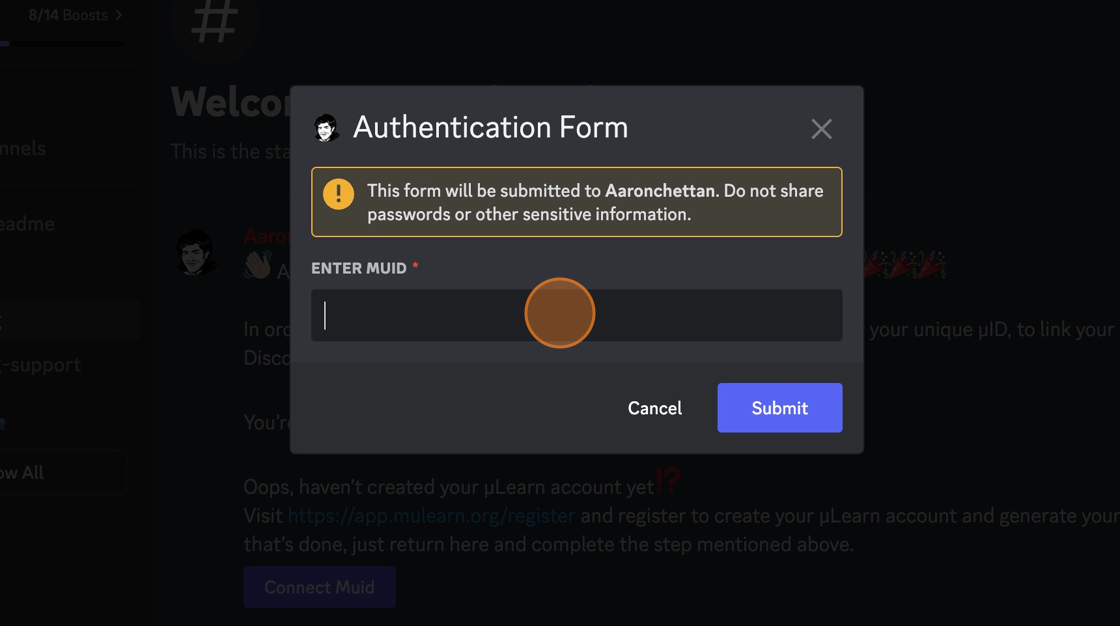 8/14 Boosts
#
Welco
This is the sta
nnels
eadme
-support
ow All
Authentication Form
This form will be submitted to Aaronchettan. Do not share
passwords or other sensitive information.
ENTER MUID *
Cancel
Submit
Aaro
A
In ord
your unique µID, to link your
Disco
You're
Oops, haven't created your µLearn account yet⁉️
Visit https://app.mulearn.org/register and register to create your µLearn account and generate your
that's done, just return here and complete the step mentioned above.
Connect Muid